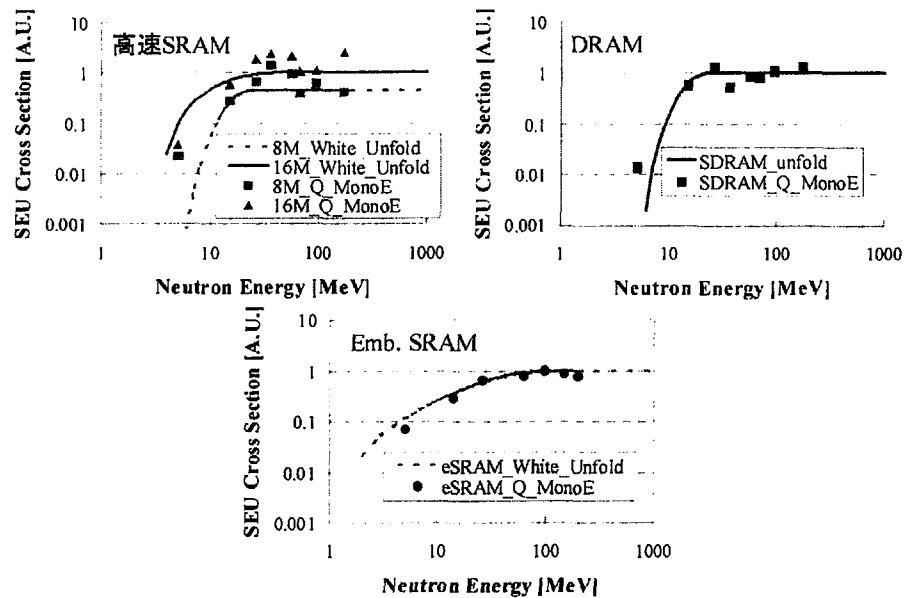 SEU Cross Section [A.U.]
10
1
0.1
0.01
0.001
高速SRAM
8M_White_Unfold
16M_White_Unfold
8M_Q_MonoE
16M_Q_MonoE
1
10
100
1000
Neutron Energy [MeV]
SEU Cross Section [A.U.]
10
1
0.1
0.01
0.001
DRAM
SDRAM_unfold
SDRAM_Q_MonoE
1
10
100
1000
Neutron Energy [MeV]
SEU Cross Section [A.U.]
10
1
0.1
0.01
0.001
Emb. SRAM
eSRAM_White_Unfold
eSRAM_Q_MonoE
1
10
100
1000
Neutron Energy [MeV]